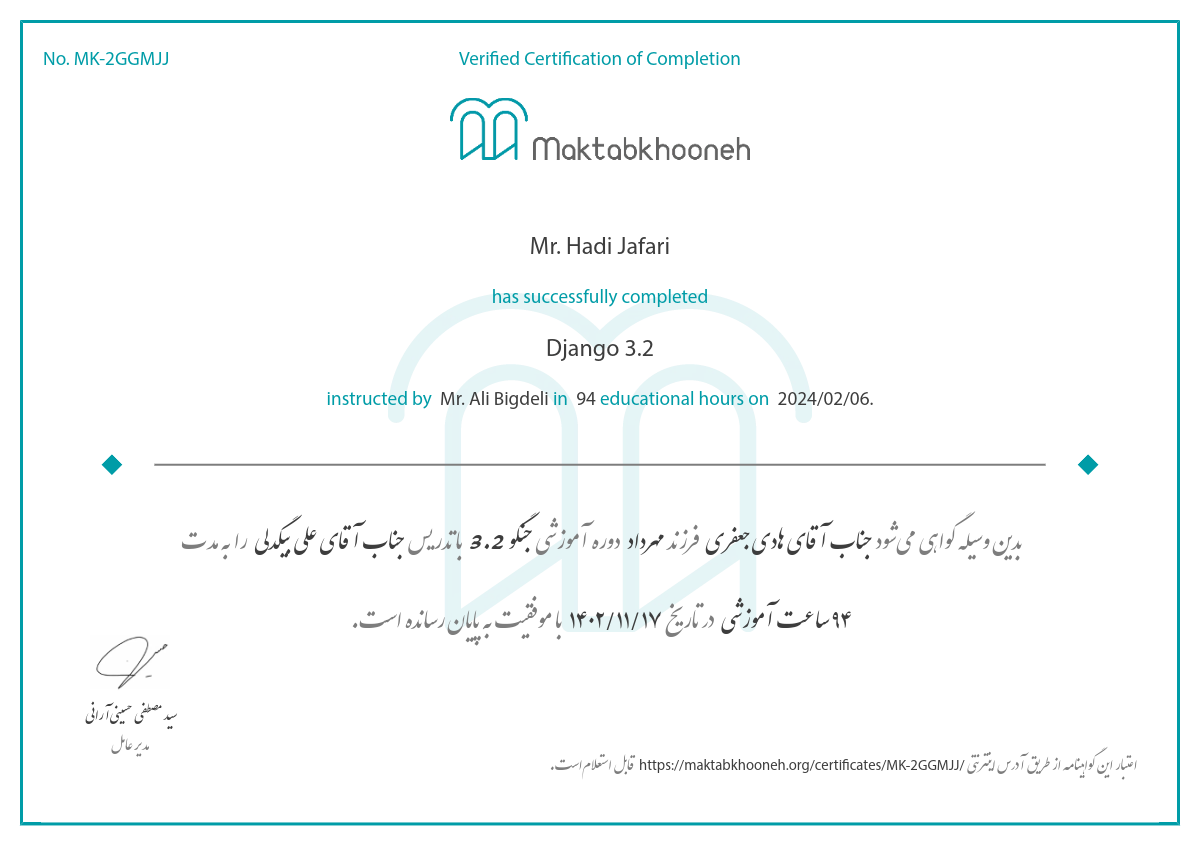 No. MK-2GGMJJ
Verified Certification of Completion
Maktabkhooneh
Mr. Hadi Jafari
has successfully completed
Django 3.2
instructed by Mr. Ali Bigdeli in 94 educational hours on 2024/02/06.
بدین وسیله گواهی می‌شود جناب آقای هادی جعفری فرزند مهرداد دوره آموزشی جنگو 3.2 با تدریس جناب آقای علی بیگدلی را به مدت
۹۴ ساعت آموزشی در تاریخ ۱۴۰۲/۱۱/۱۷ با موفقیت به پایان رسانده است.
سید مصطفی حسینی آرانی
مدیر عامل
اعتبار این گواهینامه از طریق آدرس اینترنتی https://maktabkhooneh.org/certificates/MK-2GGMJJ/ قابل استعلام است.